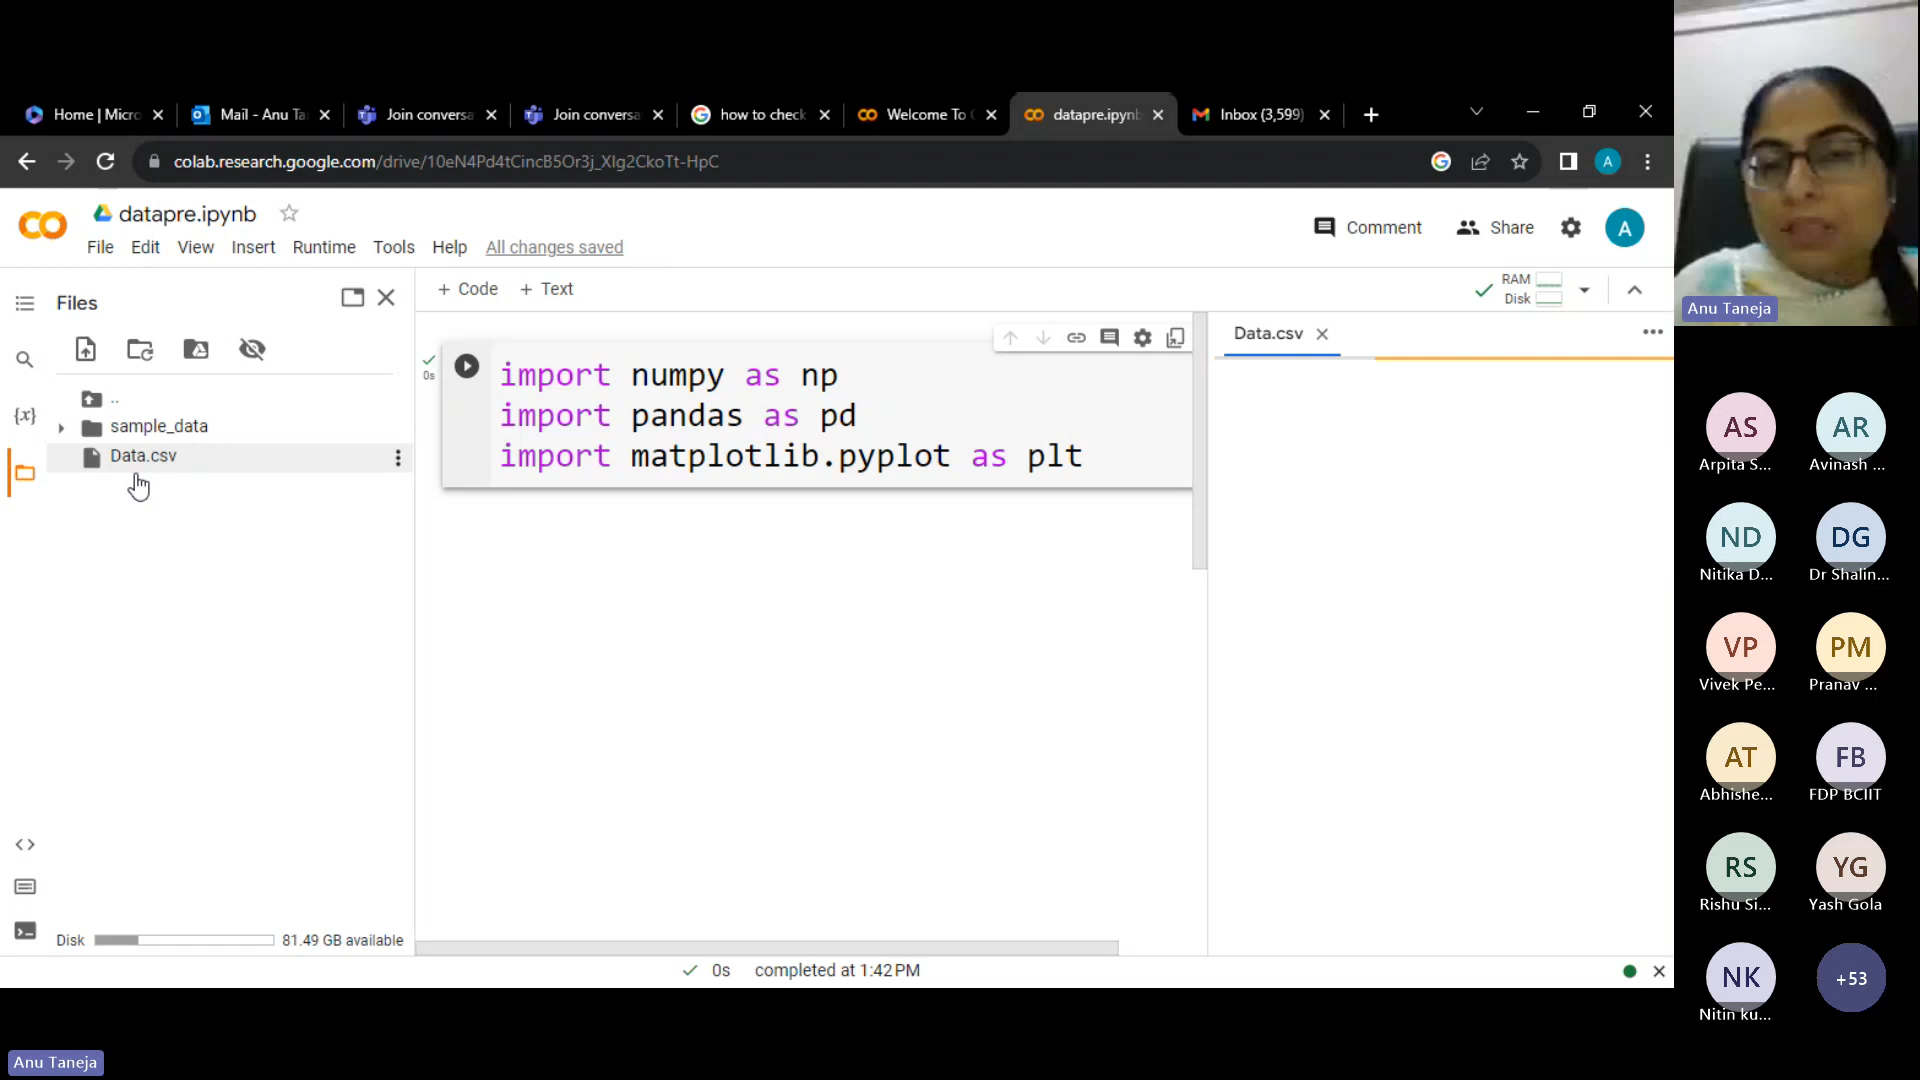 Home | Micro
Mail - Anu Ta
Join conversa
Join conversa
how to check
Welcome To C
datapre.ipynb
Inbox (3,599)
colab.research.google.com/drive/10eN4Pd4tCincB5Or3j_XIg2CkoTt-HpC
A
CO
datapre.ipynb
File Edit View Insert Runtime Tools Help All changes saved
Comment
Share
A
Files
+ Code + Text
RAM
Disk
..
sample_data
Data.csv
{x}
0s
import numpy as np
import pandas as pd
import matplotlib.pyplot as plt
Data.csv
Disk
81.49 GB available
0s completed at 1:42 PM
Anu Taneja
AS
Arpita S...
AR
Avinash ...
ND
Nitika D...
DG
Dr Shalin...
VP
Vivek Pe...
PM
Pranav ...
AT
Abhishe...
FB
FDP BCIIT
RS
Rishu Si...
YG
Yash Gola
NK
Nitin ku...
+53
Anu Taneja